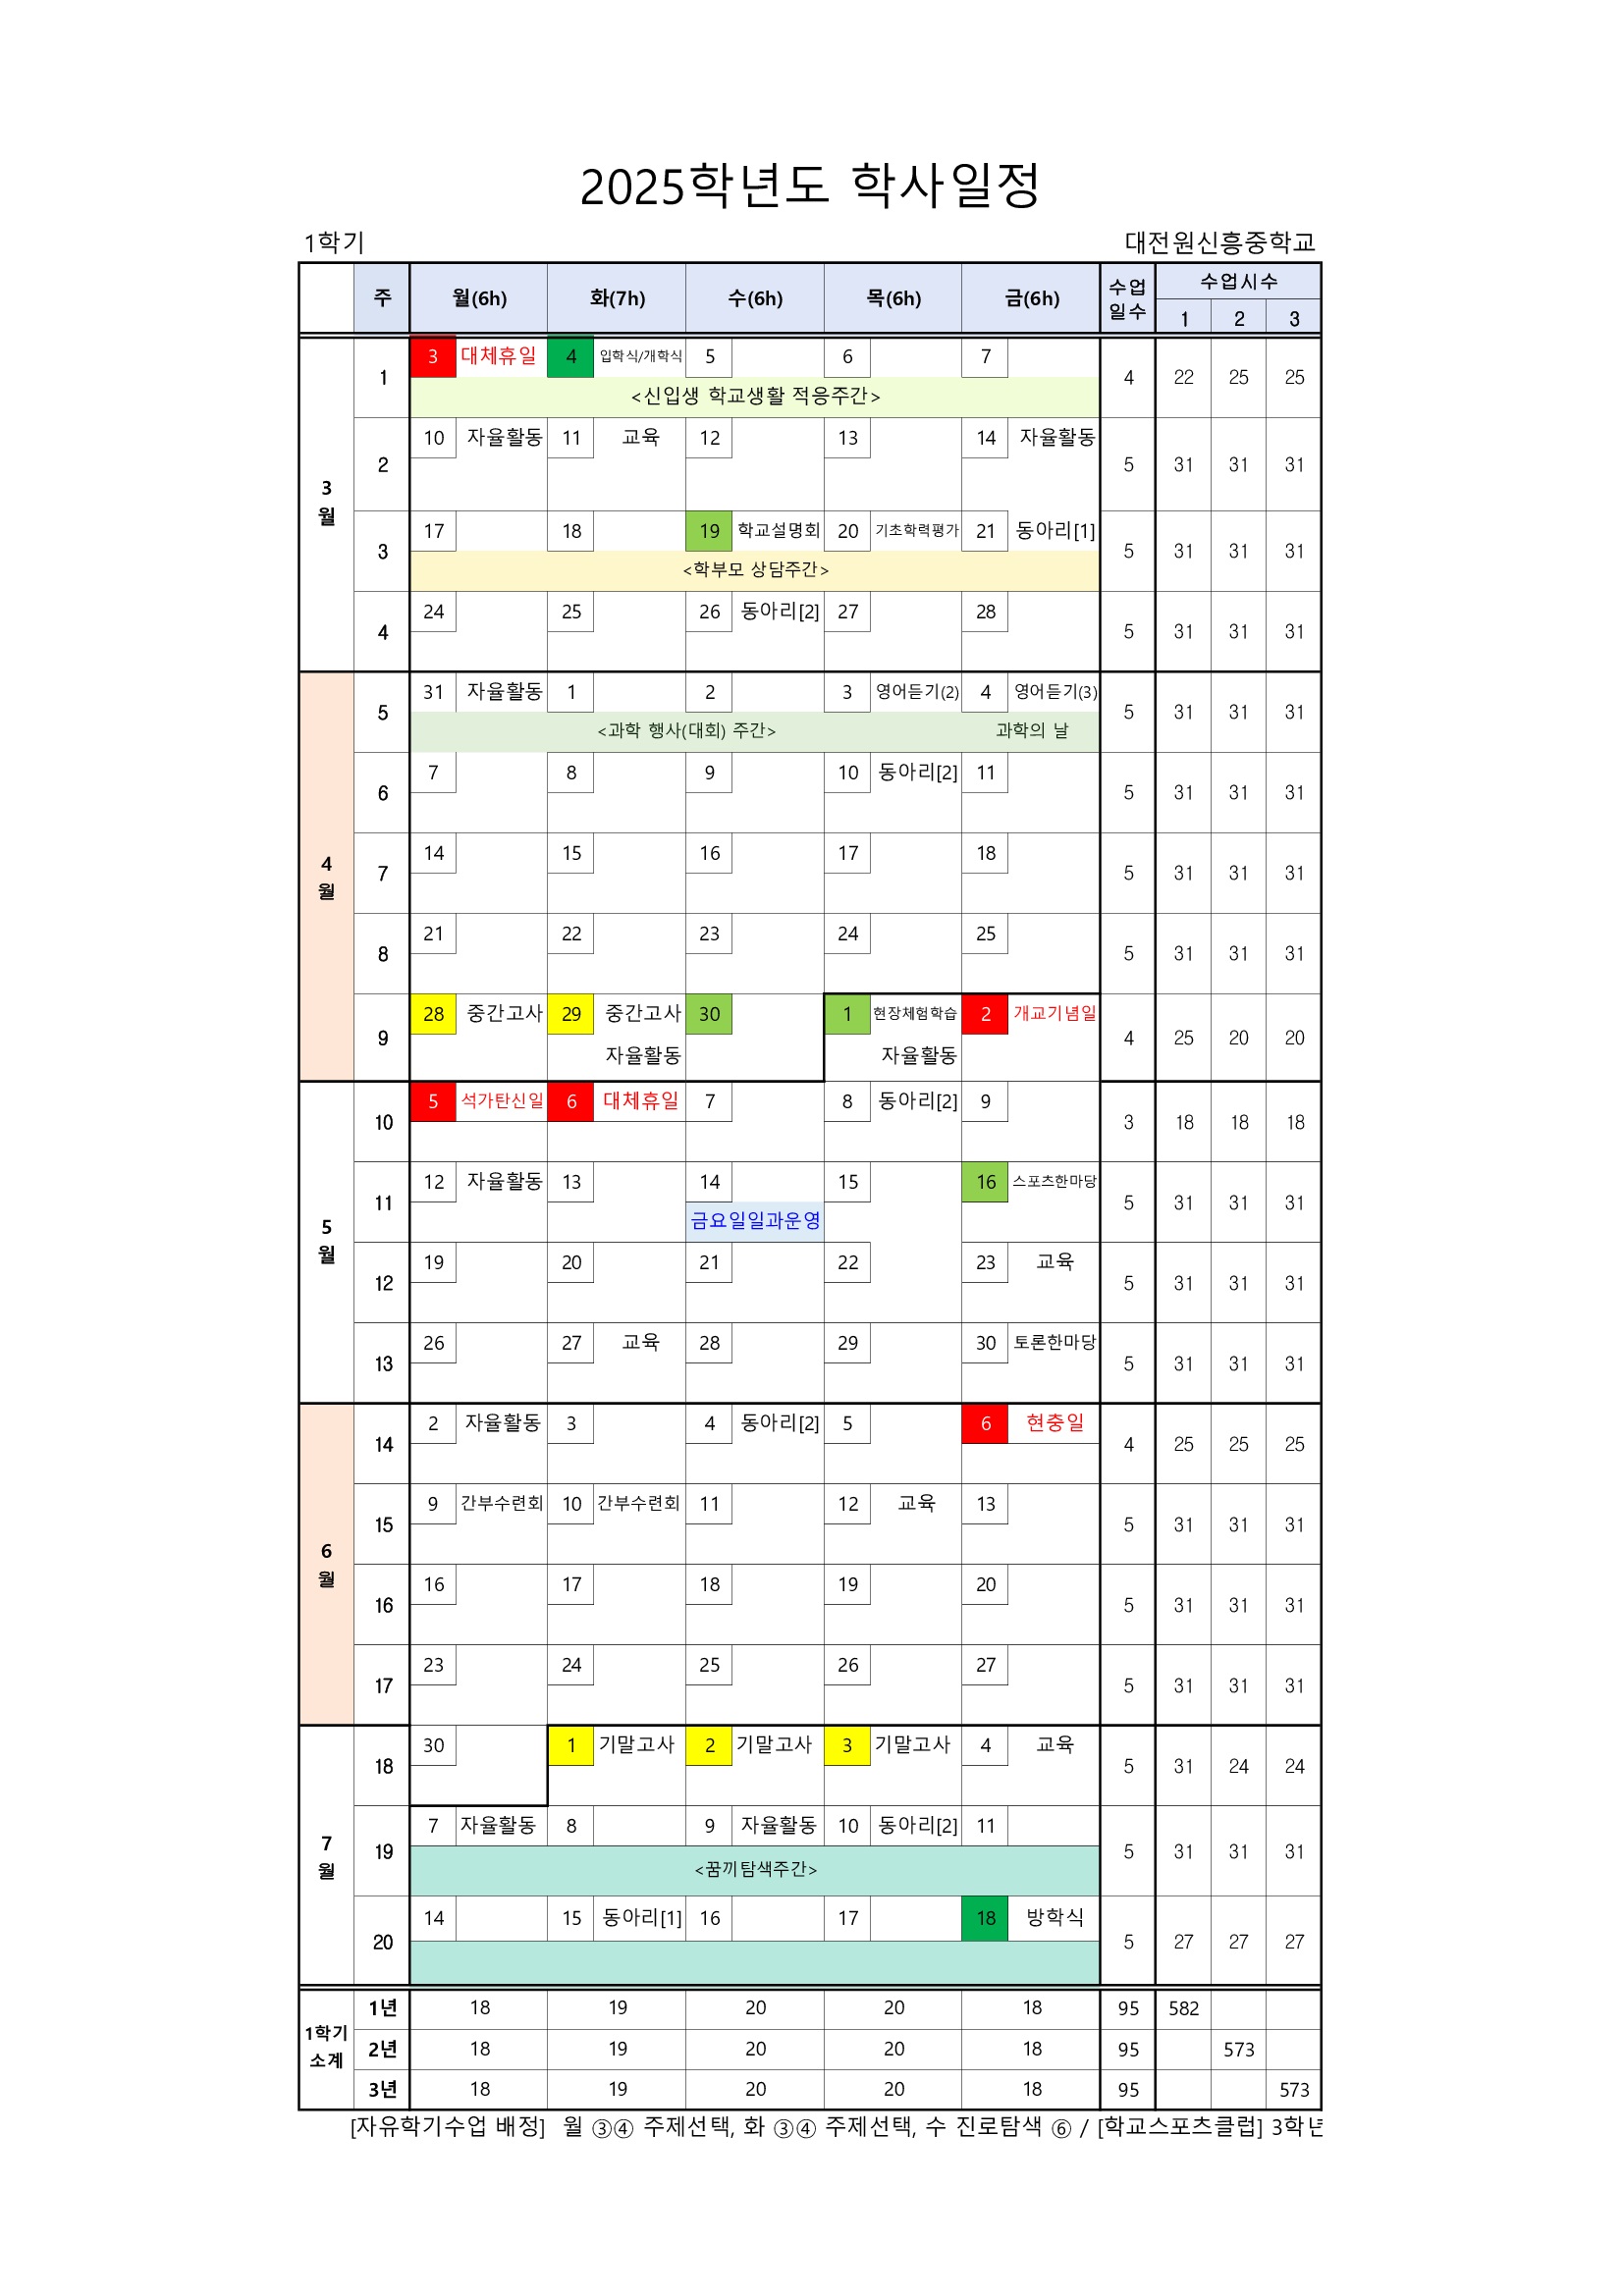 2025학년도 학사일정
1학기 대전원신흥중학교
주 월(6h) 화(7h) 수(6h) 목(6h) 금(6h) 수업일수 수업시수
1 2 3
3월
1 3 대체휴일 4 입학식/개학식 5 6 7 4 22 25 25
<신입생 학교생활 적응주간>
2 10 자율활동 11 교육 12 13 14 자율활동 5 31 31 31
3 17 18 19 학교설명회 20 기초학력평가 21 동아리[1] 5 31 31 31
<학부모 상담주간>
4 24 25 26 동아리[2] 27 28 5 31 31 31
4월
5 31 자율활동 1 2 3 영어듣기(2) 4 영어듣기(3) 5 31 31 31
<과학 행사(대회) 주간> 과학의 날
6 7 8 9 10 동아리[2] 11 5 31 31 31
7 14 15 16 17 18 5 31 31 31
8 21 22 23 24 25 5 31 31 31
9 28 중간고사 29 중간고사 30 1 현장체험학습 2 개교기념일 4 25 20 20
자율활동 자율활동
5월
10 5 석가탄신일 6 대체휴일 7 8 동아리[2] 9 3 18 18 18
11 12 자율활동 13 14 15 16 스포츠한마당 5 31 31 31
금요일일과운영
12 19 20 21 22 23 교육 5 31 31 31
13 26 27 교육 28 29 30 토론한마당 5 31 31 31
6월
14 2 자율활동 3 4 동아리[2] 5 6 현충일 4 25 25 25
15 9 간부수련회 10 간부수련회 11 12 교육 13 5 31 31 31
16 16 17 18 19 20 5 31 31 31
17 23 24 25 26 27 5 31 31 31
7월
18 30 1 기말고사 2 기말고사 3 기말고사 4 교육 5 31 24 24
19 7 자율활동 8 9 자율활동 10 동아리[2] 11 5 31 31 31
<꿈끼탐색주간>
20 14 15 동아리[1] 16 17 18 방학식 5 27 27 27
1학기 소계
1년 18 19 20 20 18 95 582
2년 18 19 20 20 18 95 573
3년 18 19 20 20 18 95 573
[자유학기수업 배정] 월 ③④ 주제선택, 화 ③④ 주제선택, 수 진로탐색 ⑥ / [학교스포츠클럽] 3학년